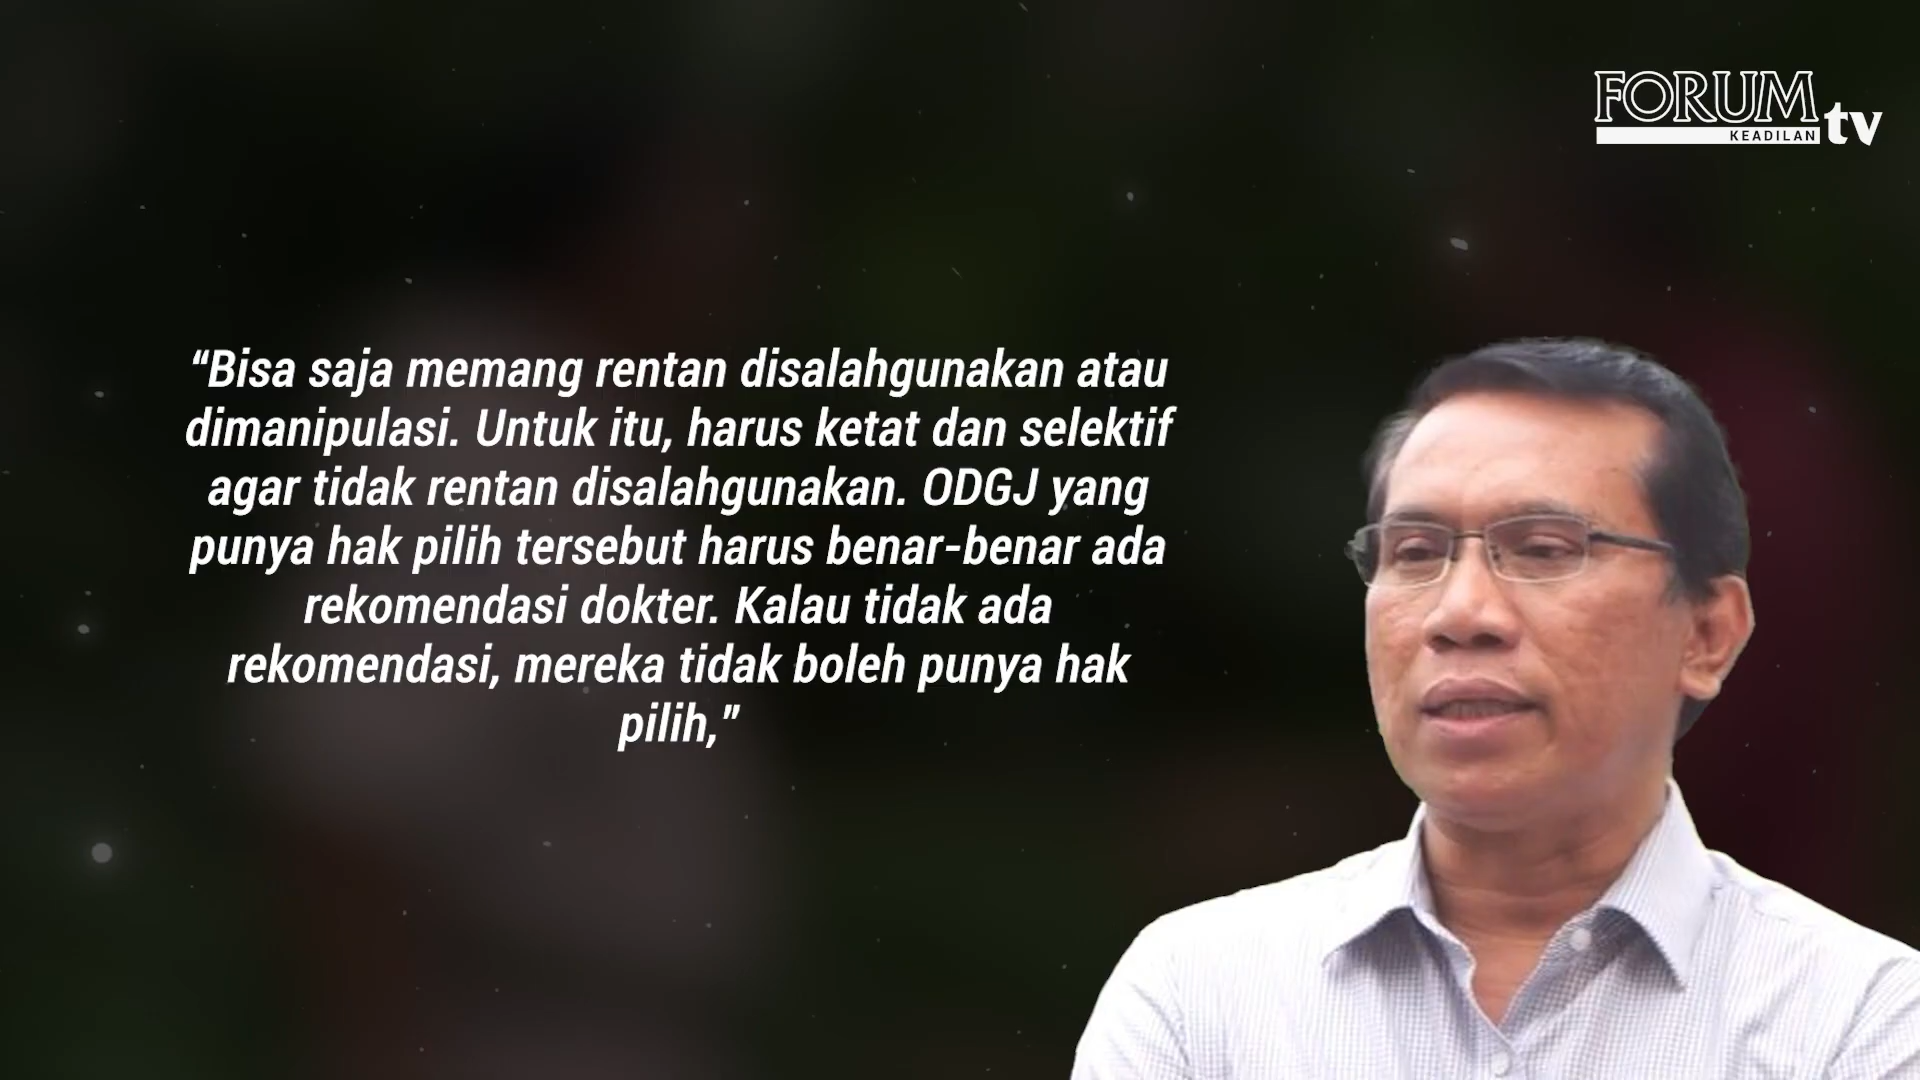 FORUM
KEADILAN
tv
“Bisa saja memang rentan disalahgunakan atau
dimanipulasi. Untuk itu, harus ketat dan selektif
agar tidak rentan disalahgunakan. ODGJ yang
punya hak pilih tersebut harus benar-benar ada
rekomendasi dokter. Kalau tidak ada
rekomendasi, mereka tidak boleh punya hak
pilih,”